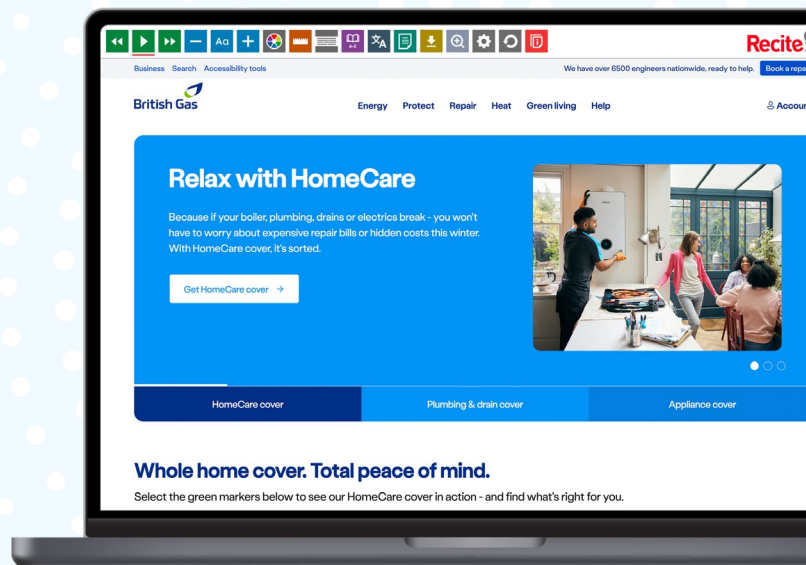 Aa
A-Z
Recite
Business Search Accessibility tools
We have over 6500 engineers nationwide, ready to help. Book a repa
British Gas
Energy Protect Repair Heat Green living Help
Accoun
Relax with HomeCare
Because if your boiler, plumbing, drains or electrics break - you won't
have to worry about expensive repair bills or hidden costs this winter.
With HomeCare cover, it's sorted.
Get HomeCare cover →
HomeCare cover Plumbing & drain cover Appliance cover
Whole home cover. Total peace of mind.
Select the green markers below to see our HomeCare cover in action - and find what's right for you.